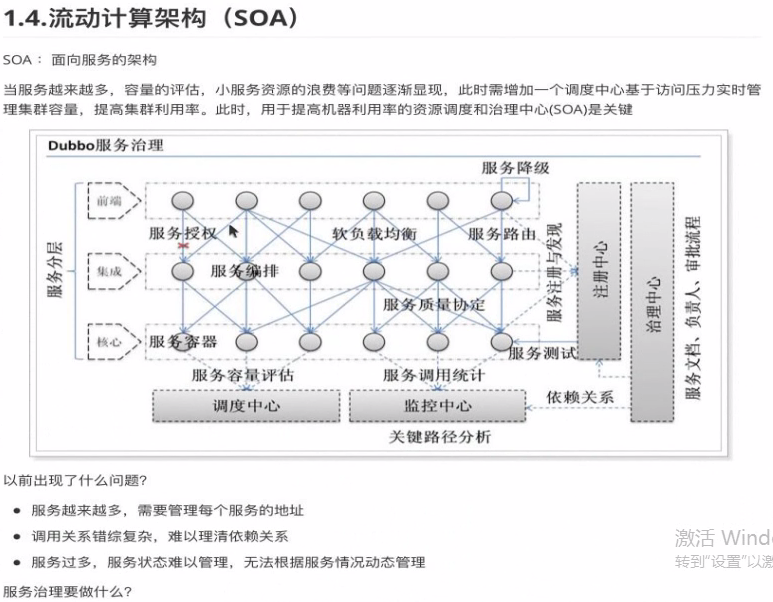 1.4.流动计算架构（SOA）
SOA： 面向服务的架构
当服务越来越多，容量的评估，小服务资源的浪费等问题逐渐显现，此时需增加一个调度中心基于访问压力实时管
理集群容量，提高集群利用率。此时，用于提高机器利用率的资源调度和治理中心(SOA)是关键
Dubbo服务治理
服务降级
前端
服务授权
软负载均衡
服务路由
服务分层
集成
服务编排
服务注册与发现
注册中心
治理中心
服务文档、负责人、审批流程
服务质量协定
核心
服务容器
服务测试
服务容量评估
服务调用统计
调度中心
监控中心
依赖关系
关键路径分析
以前出现了什么问题?
服务越来越多，需要管理每个服务的地址
调用关系错综复杂，难以理清依赖关系
服务过多，服务状态难以管理，无法根据服务情况动态管理
激活 Wind
转到“设置”以激
服务治理要做什么?